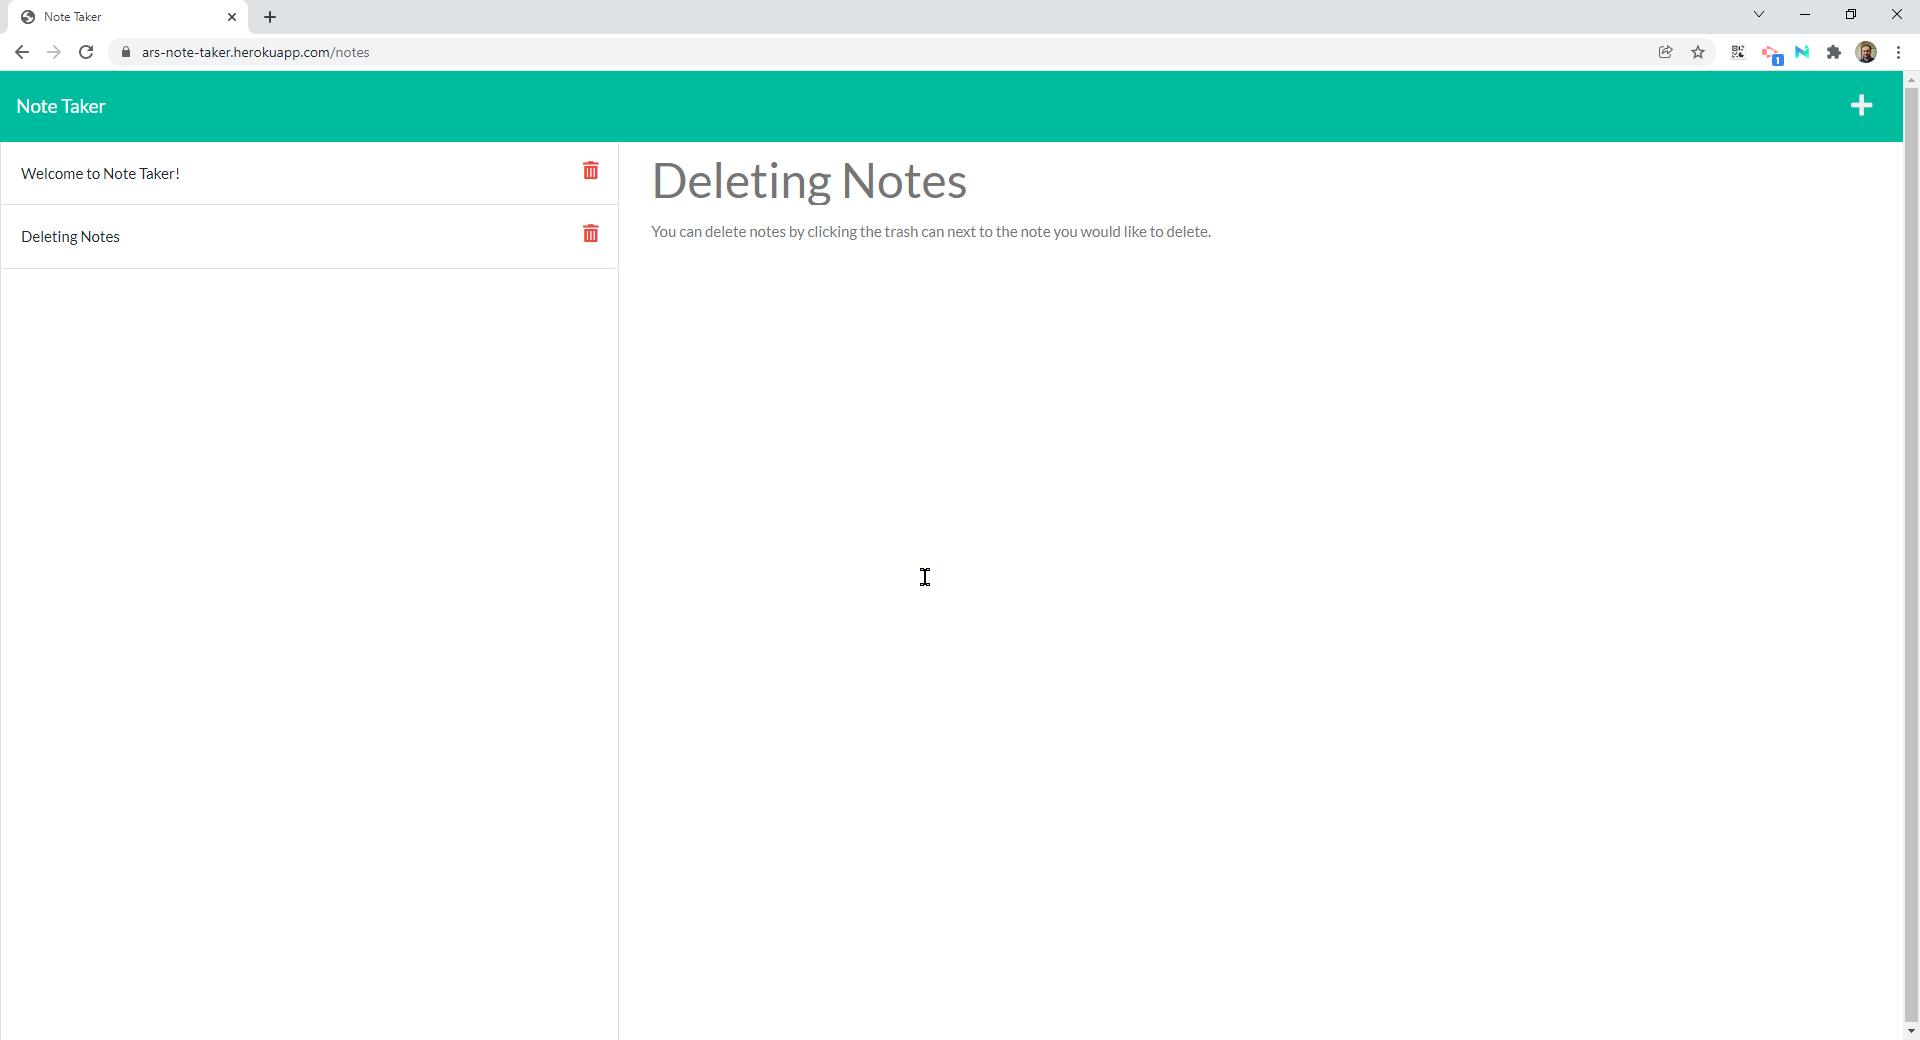 Note Taker
ars-note-taker.herokuapp.com/notes
1
Note Taker
Welcome to Note Taker!
Deleting Notes
Deleting Notes
You can delete notes by clicking the trash can next to the note you would like to delete.